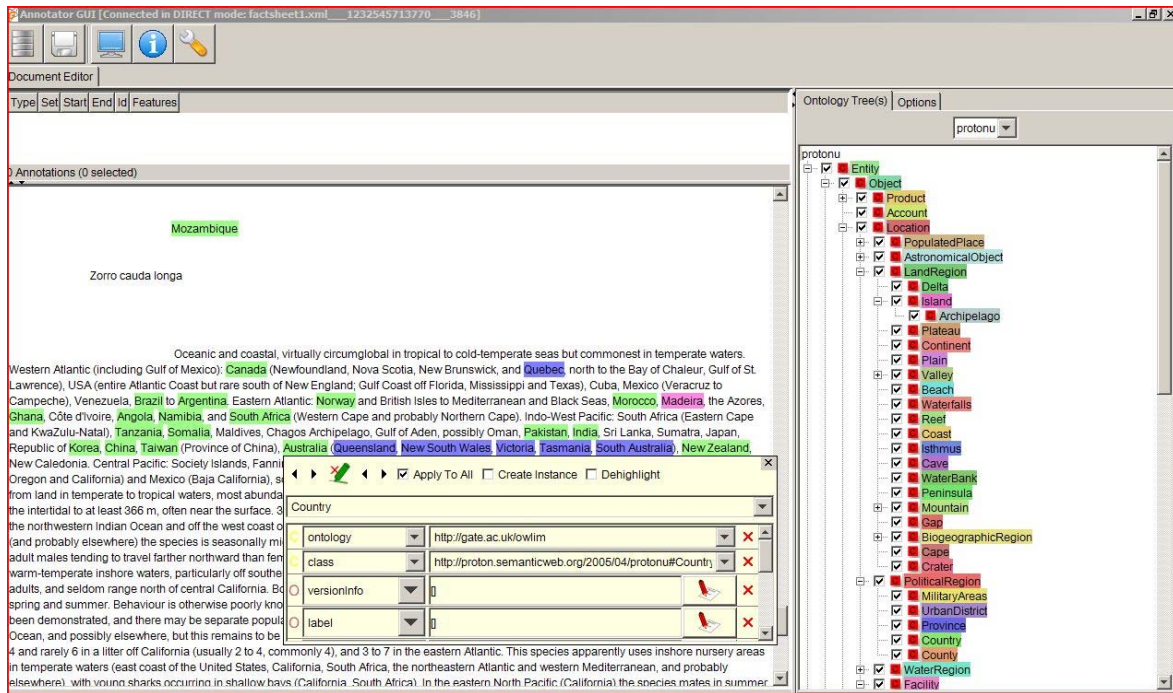 Annotator GUI [Connected in DIRECT mode: factsheet1.xml___1232545713770___3846]
Document Editor
Type Set Start End Id Features
0 Annotations (0 selected)
Mozambique
Zorro cauda longa
Oceanic and coastal, virtually circumglobal in tropical to cold-temperate seas but commonest in temperate waters.
Western Atlantic (including Gulf of Mexico): Canada (Newfoundland, Nova Scotia, New Brunswick, and Quebec, north to the Bay of Chaleur, Gulf of St.
Lawrence), USA (entire Atlantic Coast but rare south of New England; Gulf Coast off Florida, Mississippi and Texas), Cuba, Mexico (Veracruz to
Campeche), Venezuela, Brazil to Argentina. Eastern Atlantic: Norway and British Isles to Mediterranean and Black Seas, Morocco, Madeira, the Azores,
Ghana, Côte d'Ivoire, Angola, Namibia, and South Africa (Western Cape and probably Northern Cape). Indo-West Pacific: South Africa (Eastern Cape
and KwaZulu-Natal), Tanzania, Somalia, Maldives, Chagos Archipelago, Gulf of Aden, possibly Oman, Pakistan, India, Sri Lanka, Sumatra, Japan,
Republic of Korea, China, Taiwan (Province of China), Australia (Queensland, New South Wales, Victoria, Tasmania, South Australia), New Zealand,
New Caledonia. Central Pacific: Society Islands, Fanni
Oregon and California) and Mexico (Baja California), s
from land in temperate to tropical waters, most abunda
the intertidal to at least 366 m, often near the surface. 3
the northwestern Indian Ocean and off the west coast o
(and probably elsewhere) the species is seasonally mi
adult males tending to travel farther northward than fem
warm-temperate inshore waters, particularly of southe
adults, and seldom range north of central California. Bo
spring and summer. Behaviour is otherwise poorly kno
been demonstrated, and there may be separate popula
Ocean, and possibly elsewhere, but this remains to be
4 and rarely 6 in a litter off California (usually 2 to 4, commonly 4), and 3 to 7 in the eastern Atlantic. This species apparently uses inshore nursery areas
in temperate waters (east coast of the United States, California, South Africa, the northeastern Atlantic and western Mediterranean, and probably
elsewhere), with young sharks occurring in shallow bays (California, South Africa). In the eastern North Pacific (California) the species mates in summer
Apply To All Create Instance Dehighlight
Country
C ontology http://gate.ac.uk/owlim
C class http://proton.semanticweb.org/2005/04/protonu#Country
O versionInfo []
O label []
Ontology Tree(s) Options
protonu
protonu
C Entity
C Object
C Product
C Account
C Location
C PopulatedPlace
C AstronomicalObject
C LandRegion
C Delta
C Island
C Archipelago
C Plateau
C Continent
C Plain
C Valley
C Beach
C Waterfalls
C Reef
C Coast
C Isthmus
C Cave
C WaterBank
C Peninsula
C Mountain
C Gap
C BiogeographicRegion
C Cape
C Crater
C PoliticalRegion
C MilitaryAreas
C UrbanDistrict
C Province
C Country
C County
C WaterRegion
C Facility